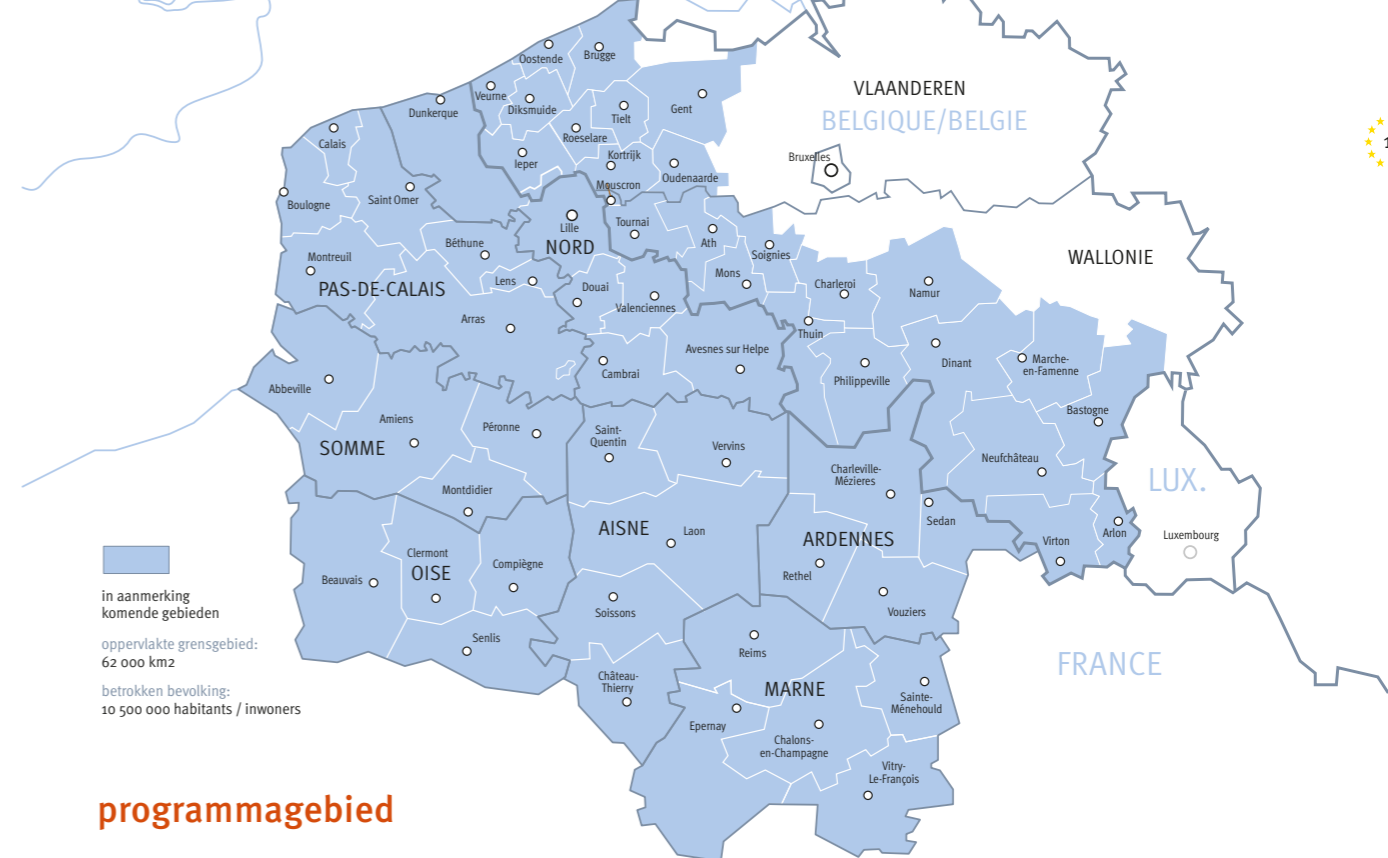 Oostende
Brugge
Veurne
Diksmuide
Dunkerque
Tielt
Gent
VLAANDEREN
BELGIQUE/BELGIE
Calais
Roeselare
Ieper
Kortrijk
Bruxelles
Oudenaarde
Mouscron
Saint Omer
Boulogne
Lille
Tournai
NORD
Ath
Béthune
Soignies
Montreuil
WALLONIE
Mons
Lens
Douai
Charleroi
Namur
PAS-DE-CALAIS
Valenciennes
Arras
Thuin
Avesnes sur Helpe
Dinant
Marche-
en-Famenne
Cambrai
Philippeville
Abbeville
Bastogne
Amiens
Péronne
Saint-
Quentin
SOMME
Vervins
Neufchâteau
Charleville-
Mézieres
LUX.
Montdidier
Sedan
AISNE
Laon
ARDENNES
Virton
Arlon
Luxembourg
Clermont
OISE
Compiègne
Beauvais
Rethel
Vouziers
Soissons
Senlis
Reims
FRANCE
Château-
Thierry
MARNE
Sainte-
Ménehould
Epernay
Chalons-
en-Champagne
Vitry-
Le-François
in aanmerking
komende gebieden
oppervlakte grensgebied:
62 000 km2
betrokken bevolking:
10 500 000 habitants / inwoners
programmagebied